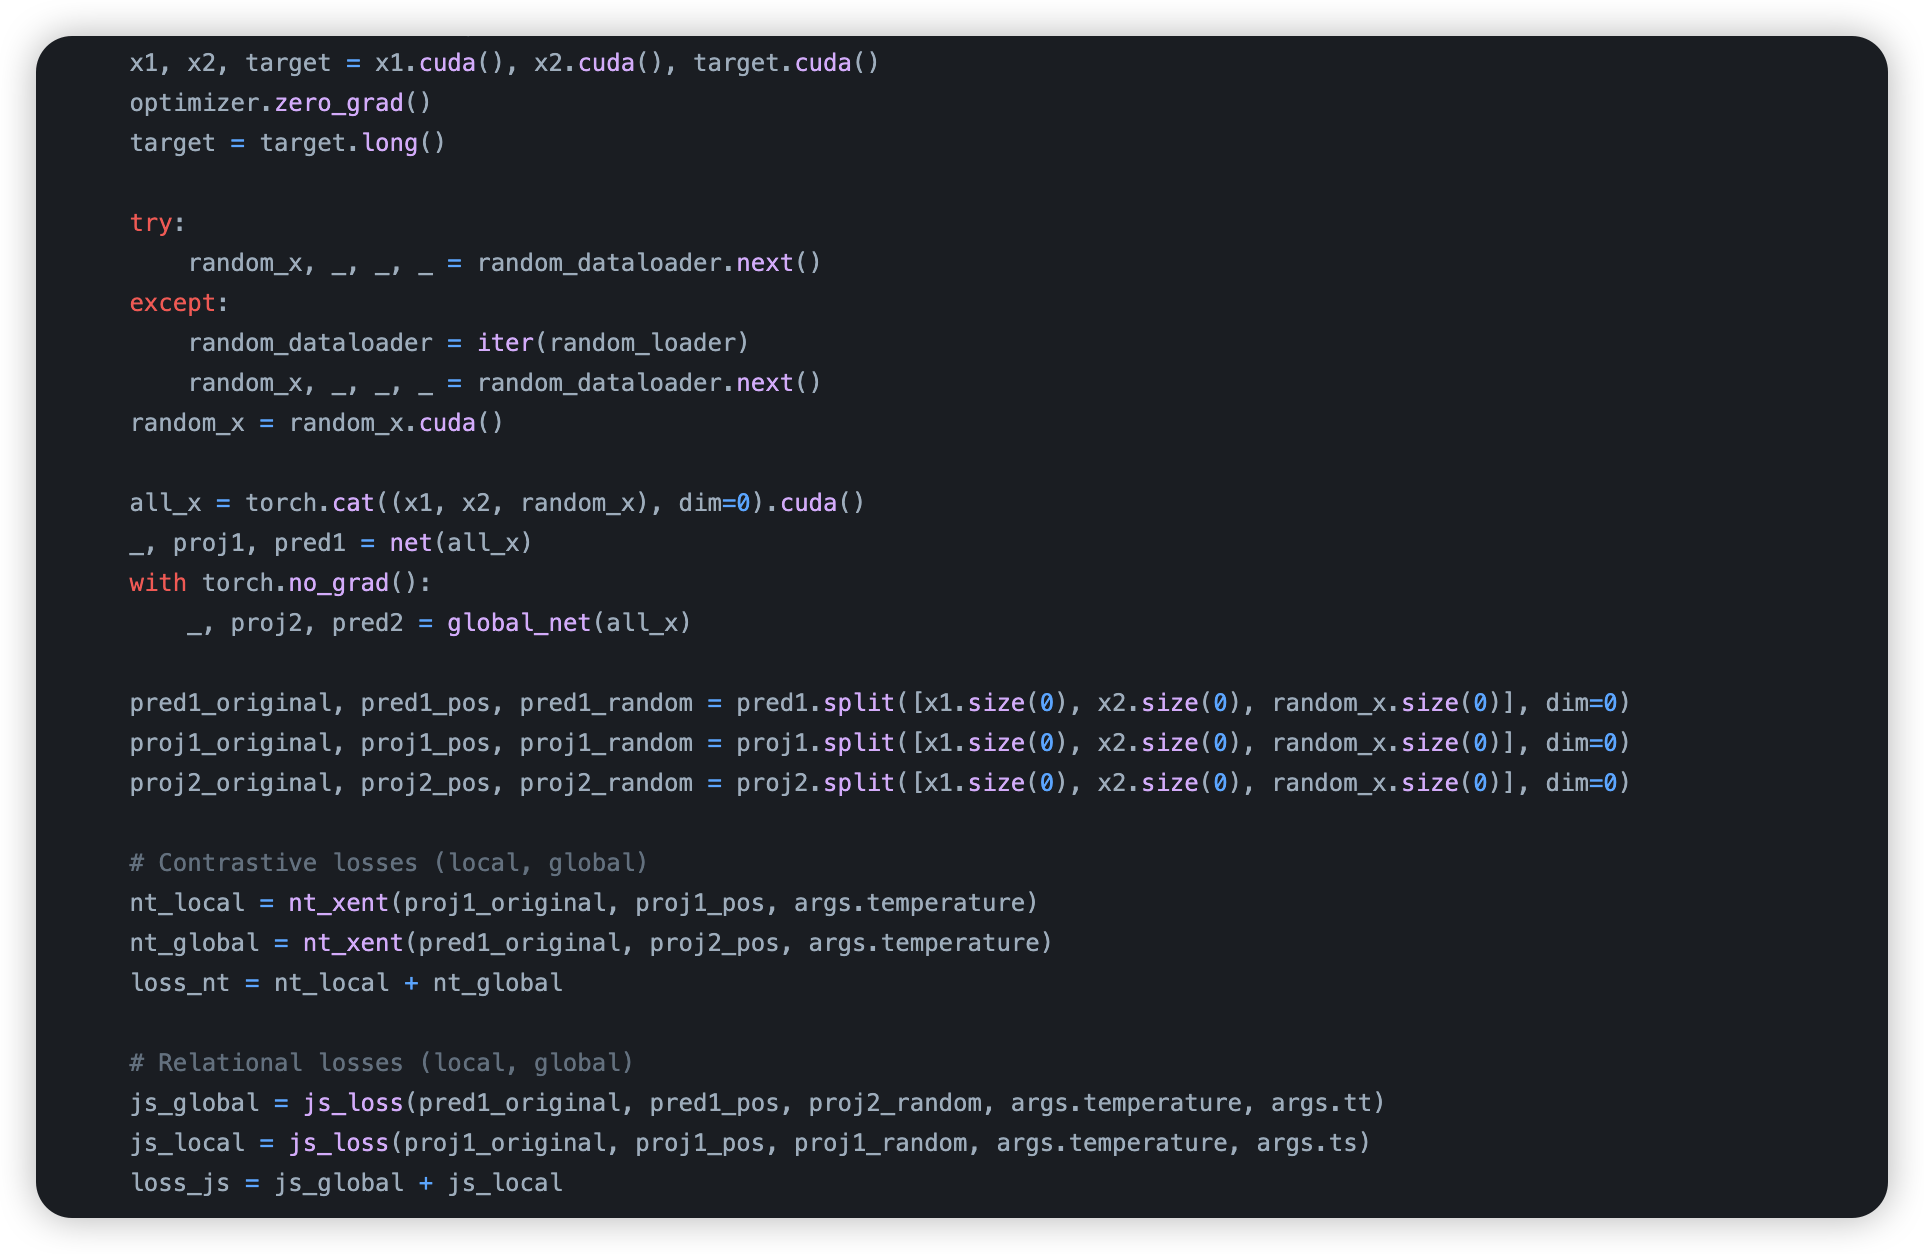 x1, x2, target = x1.cuda(), x2.cuda(), target.cuda()
optimizer.zero_grad()
target = target.long()

try:
    random_x, _, _, _ = random_dataloader.next()
except:
    random_dataloader = iter(random_loader)
    random_x, _, _, _ = random_dataloader.next()
random_x = random_x.cuda()

all_x = torch.cat((x1, x2, random_x), dim=0).cuda()
_, proj1, pred1 = net(all_x)
with torch.no_grad():
    _, proj2, pred2 = global_net(all_x)

pred1_original, pred1_pos, pred1_random = pred1.split([x1.size(0), x2.size(0), random_x.size(0)], dim=0)
proj1_original, proj1_pos, proj1_random = proj1.split([x1.size(0), x2.size(0), random_x.size(0)], dim=0)
proj2_original, proj2_pos, proj2_random = proj2.split([x1.size(0), x2.size(0), random_x.size(0)], dim=0)

# Contrastive losses (local, global)
nt_local = nt_xent(proj1_original, proj1_pos, args.temperature)
nt_global = nt_xent(pred1_original, proj2_pos, args.temperature)
loss_nt = nt_local + nt_global

# Relational losses (local, global)
js_global = js_loss(pred1_original, pred1_pos, proj2_random, args.temperature, args.tt)
js_local = js_loss(proj1_original, proj1_pos, proj1_random, args.temperature, args.ts)
loss_js = js_global + js_local